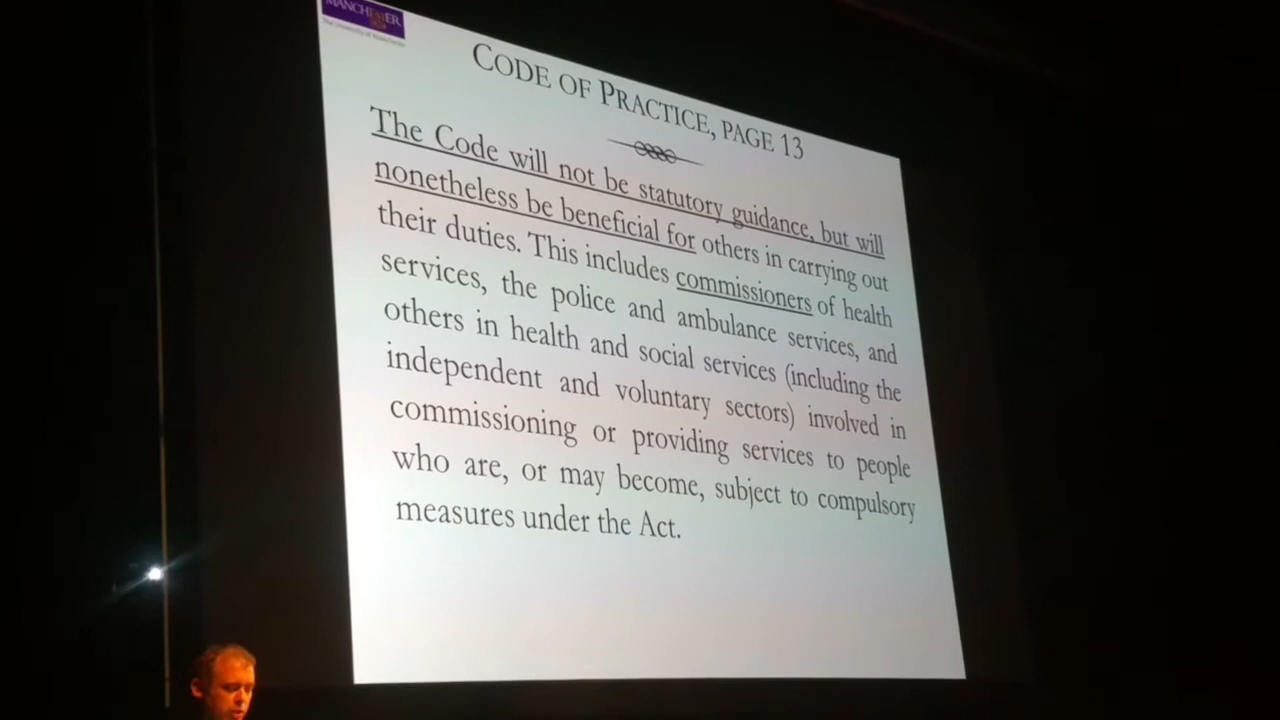 MANCHESTER
The University of Manchester
CODE OF PRACTICE, PAGE 13
The Code will not be statutory guidance, but will
nonetheless be beneficial for others in carrying out
their duties. This includes commissioners of health
services, the police and ambulance services, and
others in health and social services (including the
independent and voluntary sectors) involved in
commissioning or providing services to people
who are, or may become, subject to compulsory
measures under the Act.